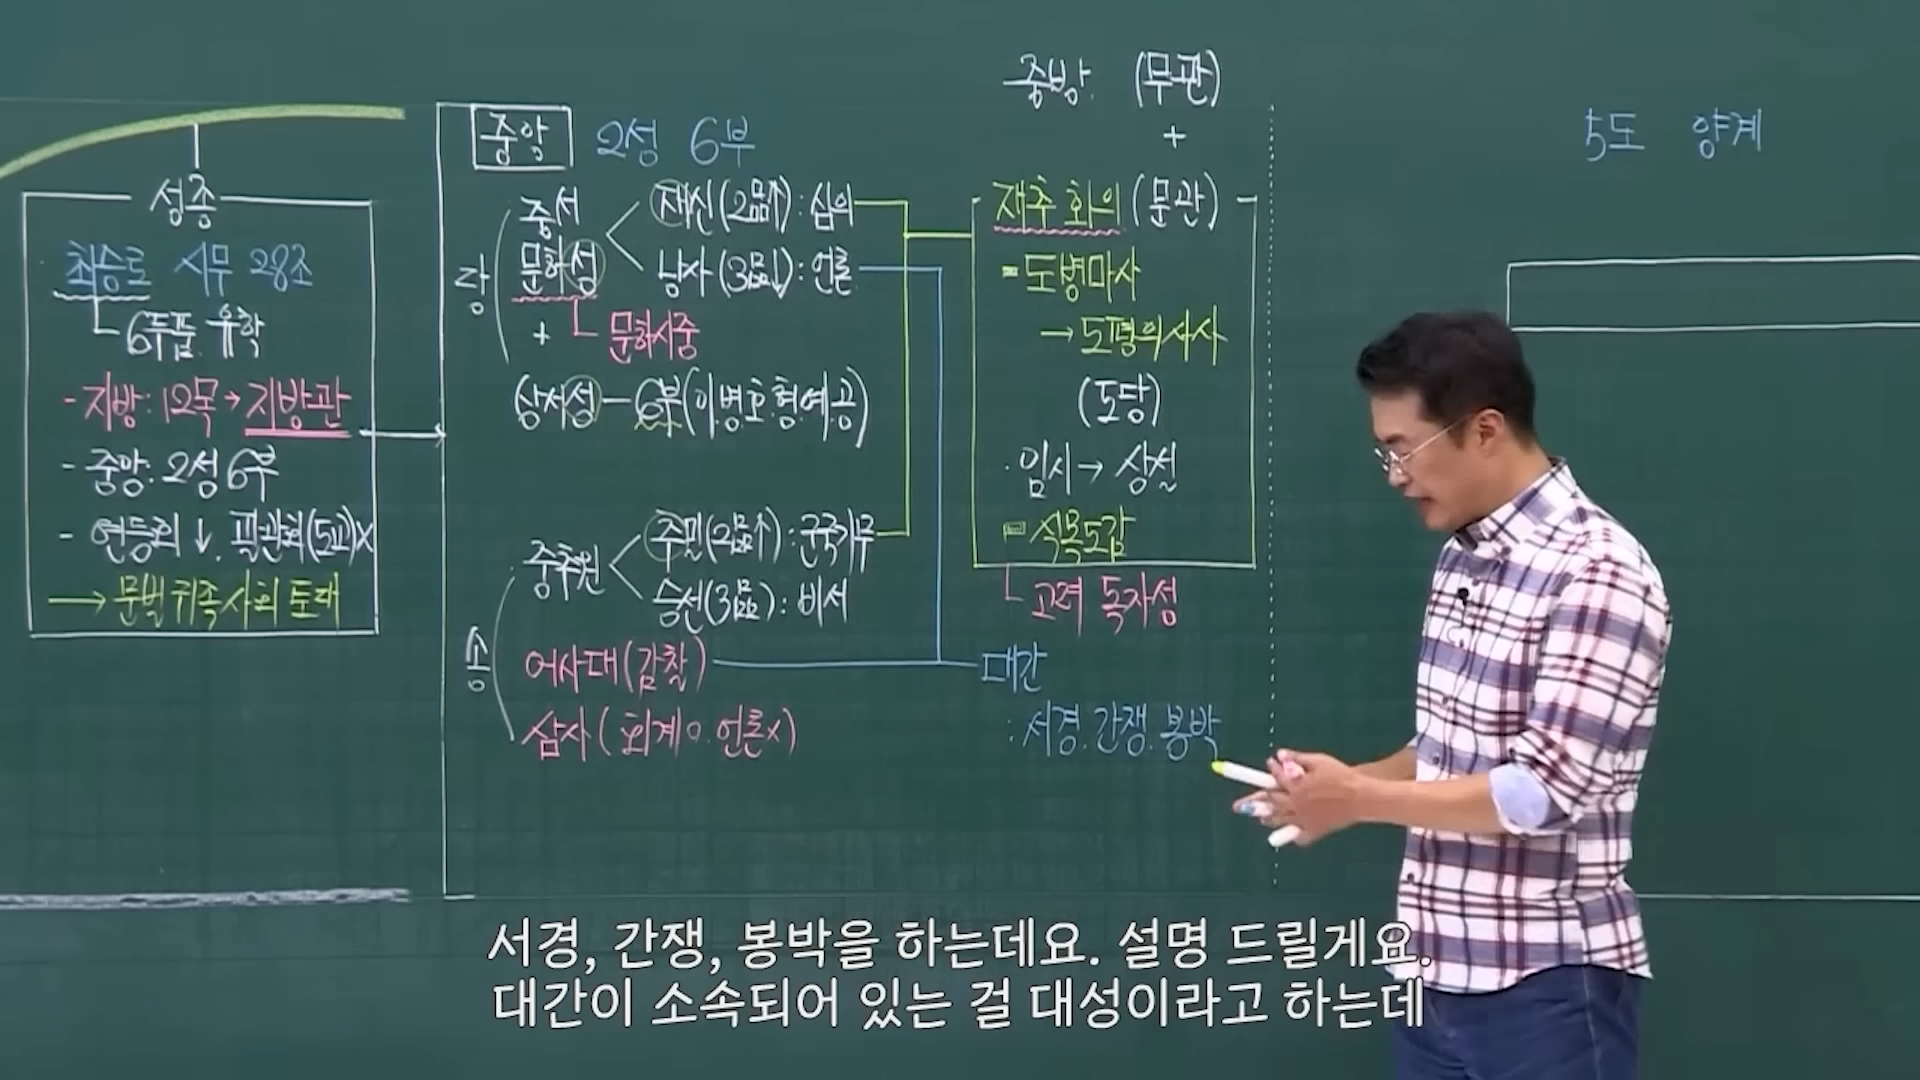 성종
최승로 시무 28조
6두품 유학
- 지방: 12목 → 지방관
- 중앙: 2성 6부
- 연등회 ↓. 팔관회(5교)X
→ 문벌귀족사회 토대
중앙 2성 6부
당
중서
문하성
재신(2品↑): 심의
낭사(3品↓): 언론
문하시중
+
상서성 - 6부(이.병.호.형.예.공)
송
중추원
추밀(2品↑): 군국기무
승선(3品): 비서
어사대(감찰)
삼사(회계○.언론x)
중방. (무관)
+
재추 회의 (문관)
= 도병마사
→ 도평의사사
(도당)
· 임시 → 상설
식목도감
고려 독자성
대간
: 서경.간쟁.봉박
5도 양계
서경, 간쟁, 봉박을 하는데요. 설명 드릴게요.
대간이 소속되어 있는 걸 대성이라고 하는데